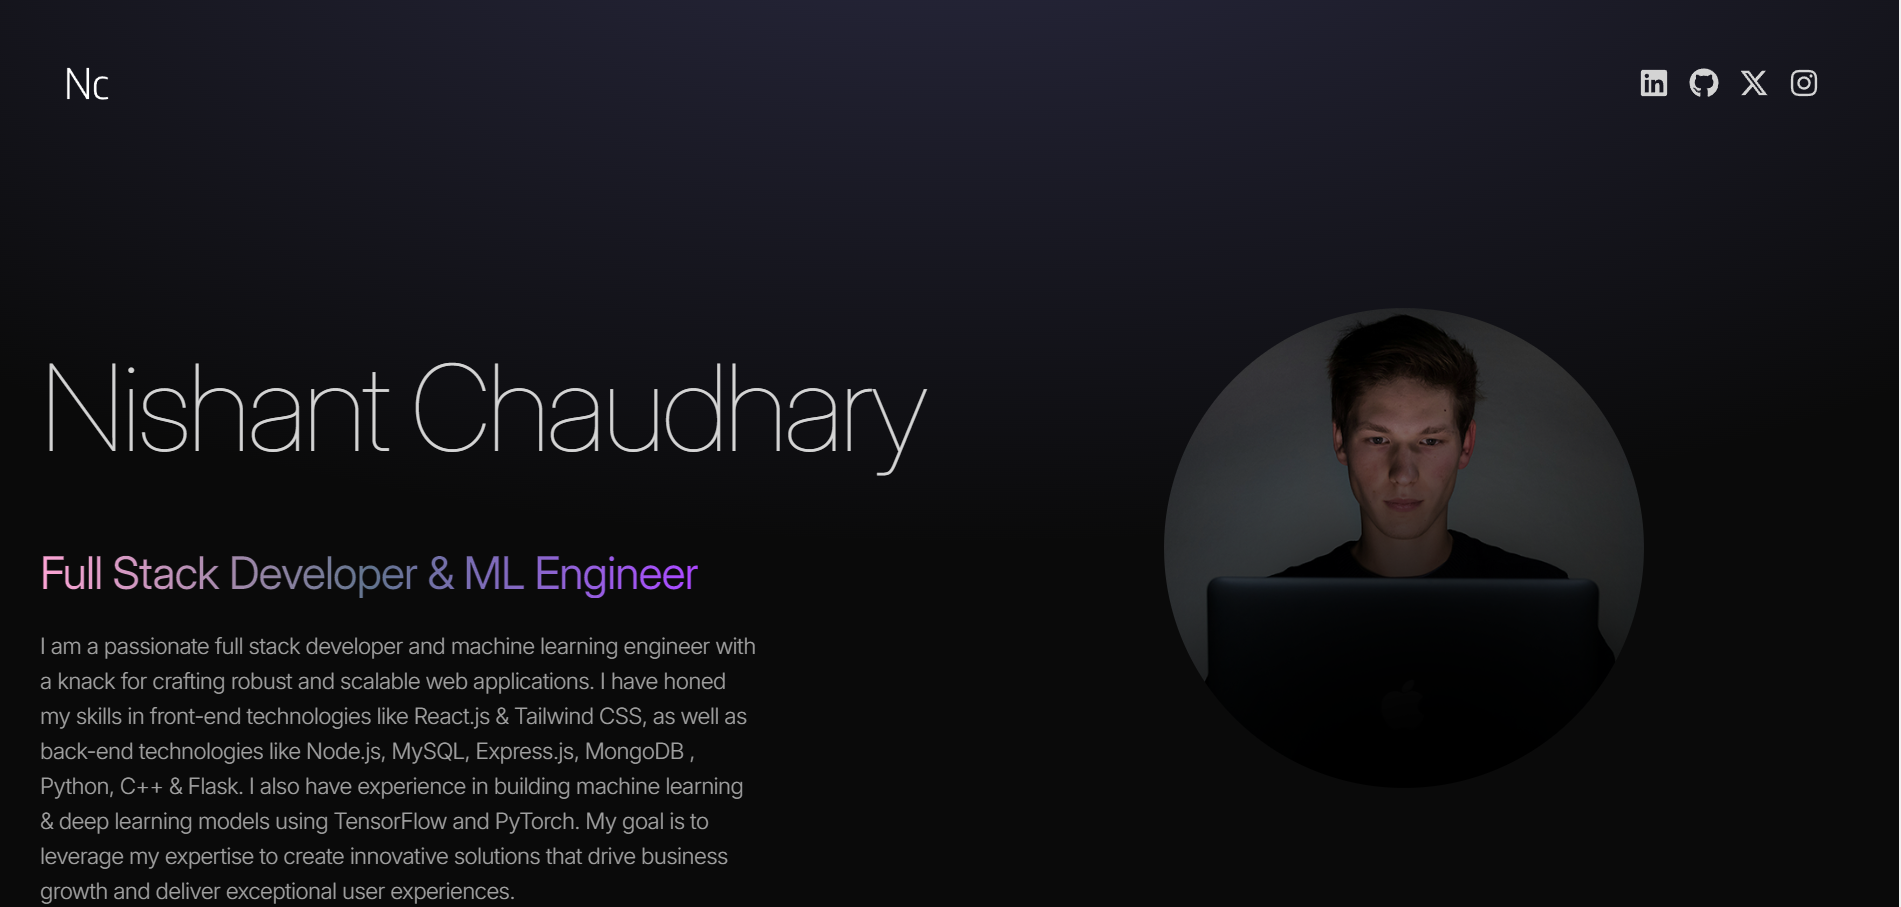 Nc
Nishant Chaudhary
Full Stack Developer & ML Engineer
I am a passionate full stack developer and machine learning engineer with
a knack for crafting robust and scalable web applications. I have honed
my skills in front-end technologies like React.js & Tailwind CSS, as well as
back-end technologies like Node.js, MySQL, Express.js, MongoDB ,
Python, C++ & Flask. I also have experience in building machine learning
& deep learning models using TensorFlow and PyTorch. My goal is to
leverage my expertise to create innovative solutions that drive business
growth and deliver exceptional user experiences.